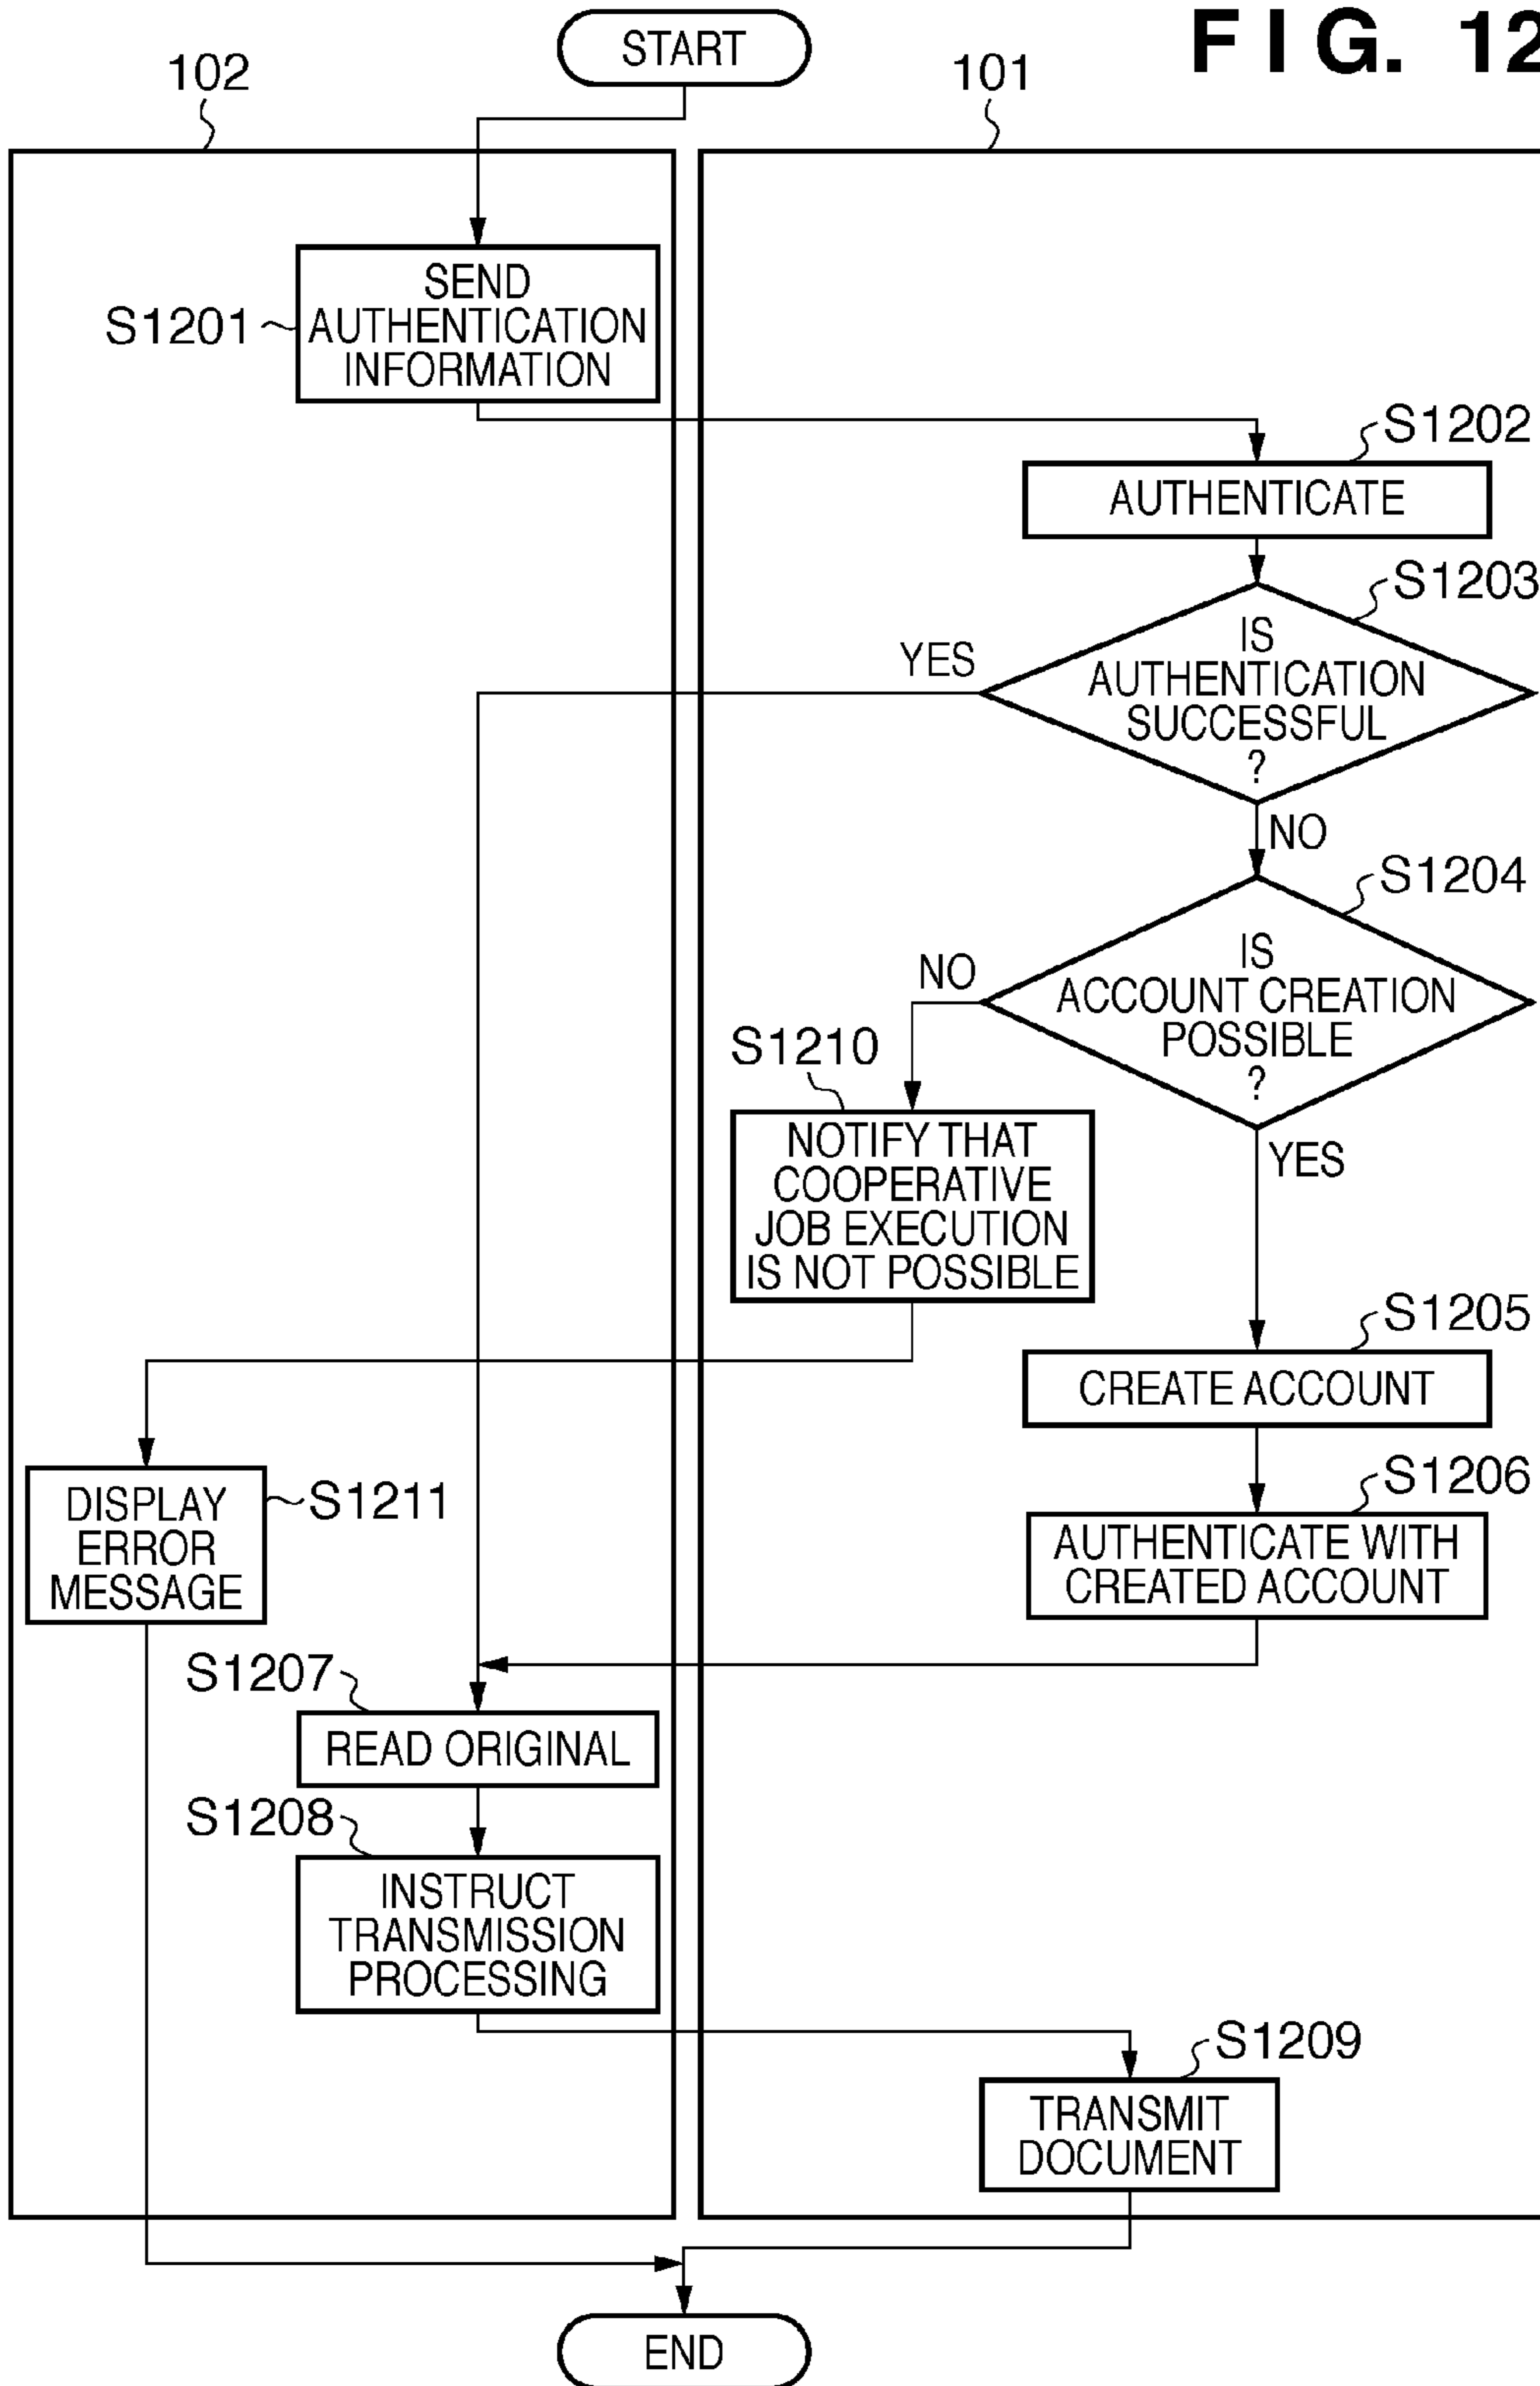 START
FIG. 12
102
101
SEND
AUTHENTICATION
INFORMATION
S1201
S1202
AUTHENTICATE
S1203
IS
AUTHENTICATION
SUCCESSFUL
?
YES
NO
S1204
IS
ACCOUNT CREATION
POSSIBLE
?
NO
YES
S1210
NOTIFY THAT
COOPERATIVE
JOB EXECUTION
IS NOT POSSIBLE
S1205
CREATE ACCOUNT
S1206
AUTHENTICATE WITH
CREATED ACCOUNT
DISPLAY
ERROR
MESSAGE
S1211
S1207
READ ORIGINAL
S1208
INSTRUCT
TRANSMISSION
PROCESSING
S1209
TRANSMIT
DOCUMENT
END